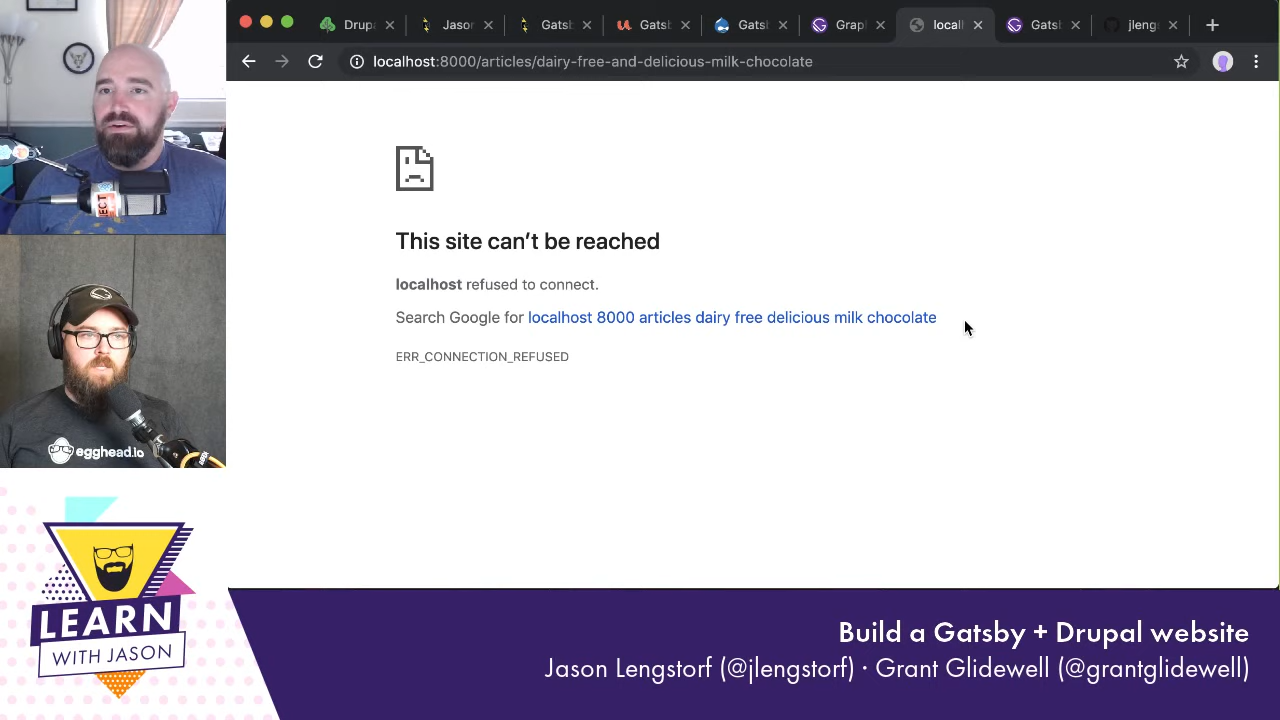 Drupa
Jason
Gatsb
Gatsb
Gatsb
Grap
local
Gatsb
jleng
localhost:8000/articles/dairy-free-and-delicious-milk-chocolate
This site can’t be reached
localhost refused to connect.
Search Google for localhost 8000 articles dairy free delicious milk chocolate
ERR_CONNECTION_REFUSED
egghead.io
LEARN
WITH JASON
Build a Gatsby + Drupal website
Jason Lengstorf (@jlengstorf) · Grant Glidewell (@grantglidewell)